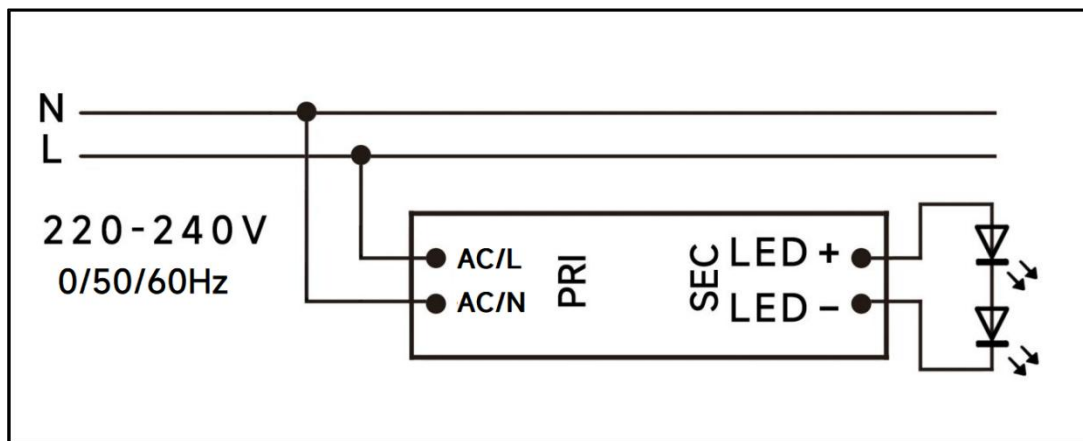 N
L
220-240V
0/50/60Hz
AC/L
AC/N
PRI
SEC
LED +
LED -